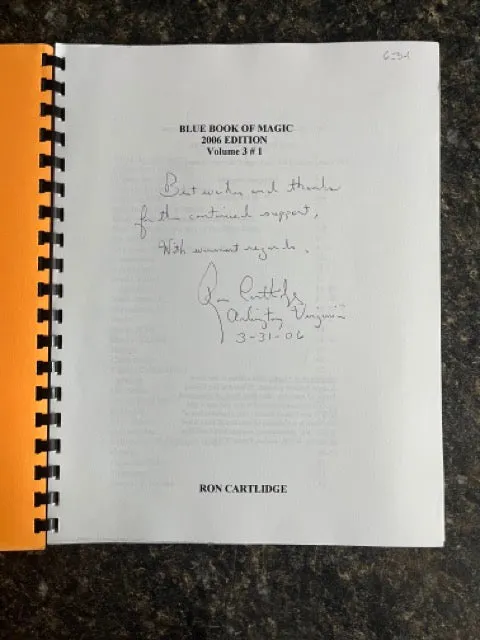 BLUE BOOK OF MAGIC
2006 EDITION
Volume 3 # 1
Best wishes and thanks
for the continued support,
With warmest regards,
Ron Cartlidge
Arlington Virginia
3-31-06
RON CARTLIDGE